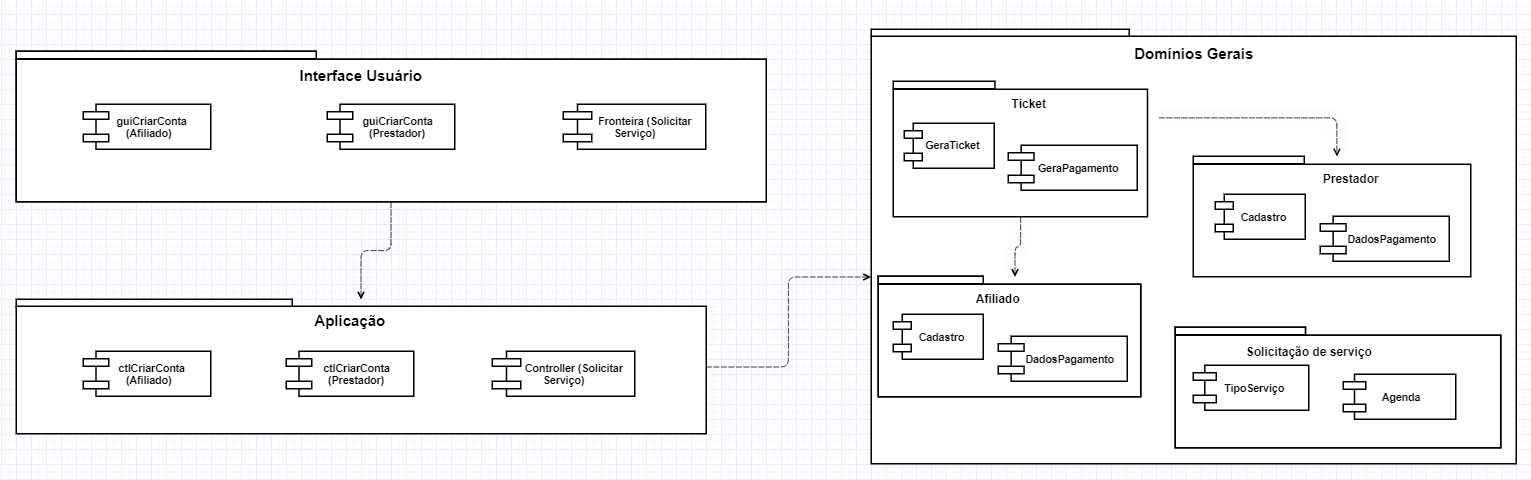 Interface Usuário
guiCriarConta
(Afiliado)
guiCriarConta
(Prestador)
Fronteira (Solicitar
Serviço)
Aplicação
ctlCriarConta
(Afiliado)
ctlCriarConta
(Prestador)
Controller (Solicitar
Serviço)
Domínios Gerais
Ticket
GeraTicket
GeraPagamento
Prestador
Cadastro
DadosPagamento
Afiliado
Cadastro
DadosPagamento
Solicitação de serviço
TipoServiço
Agenda